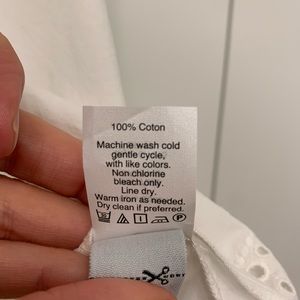 100% Coton
Machine wash cold
gentle cycle,
with like colors.
Non chlorine
bleach only.
Line dry.
Warm iron as needed.
Dry clean if preferred.
P